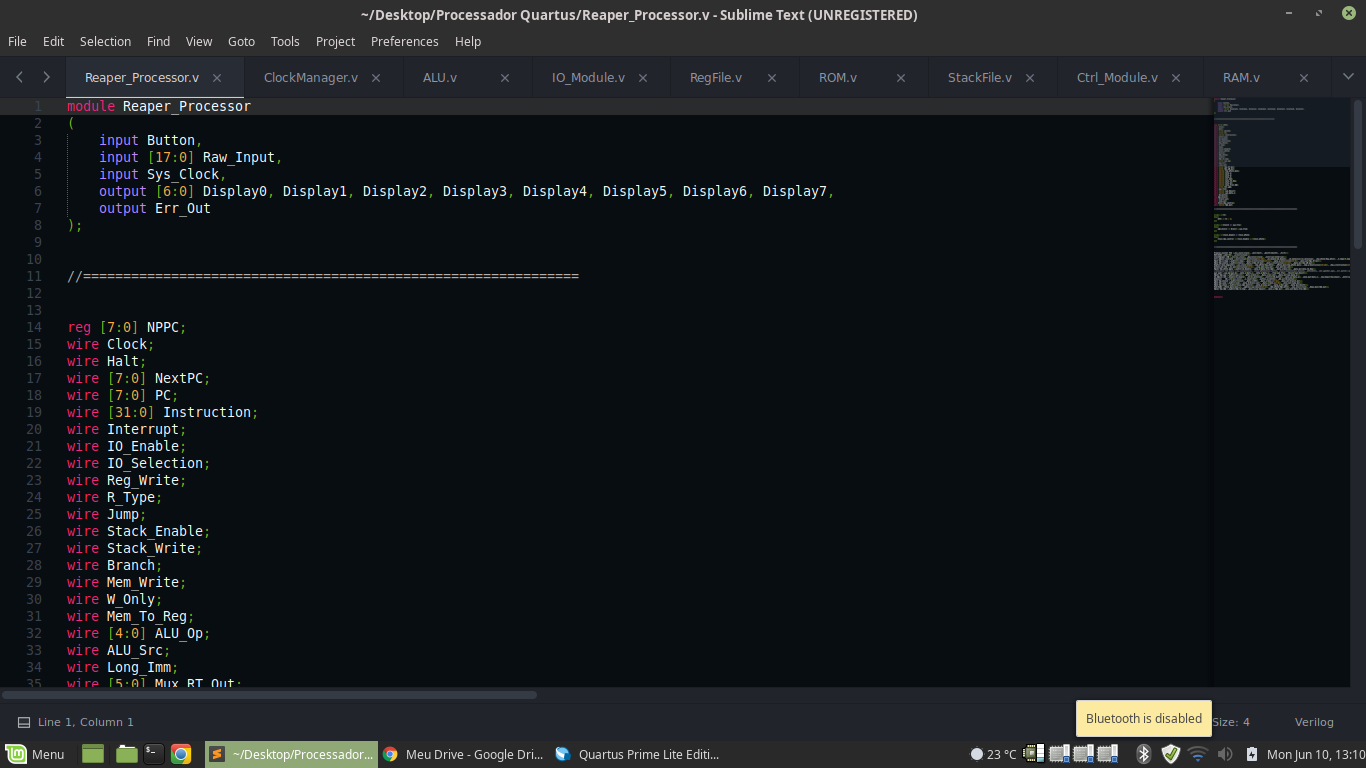 ~/Desktop/Processador Quartus/Reaper_Processor.v - Sublime Text (UNREGISTERED)
File Edit Selection Find View Goto Tools Project Preferences Help
Reaper_Processor.v ClockManager.v ALU.v IO_Module.v RegFile.v ROM.v StackFile.v Ctrl_Module.v RAM.v
1 module Reaper_Processor
2 (
3 input Button,
4 input [17:0] Raw_Input,
5 input Sys_Clock,
6 output [6:0] Display0, Display1, Display2, Display3, Display4, Display5, Display6, Display7,
7 output Err_Out
8 );
9
10
11 //==============================================================
12
13
14 reg [7:0] NPPC;
15 wire Clock;
16 wire Halt;
17 wire [7:0] NextPC;
18 wire [7:0] PC;
19 wire [31:0] Instruction;
20 wire Interrupt;
21 wire IO_Enable;
22 wire IO_Selection;
23 wire Reg_Write;
24 wire R_Type;
25 wire Jump;
26 wire Stack_Enable;
27 wire Stack_Write;
28 wire Branch;
29 wire Mem_Write;
30 wire W_Only;
31 wire Mem_To_Reg;
32 wire [4:0] ALU_Op;
33 wire ALU_Src;
34 wire Long_Imm;
35 wire [5:0] Mux_RT_Out;
Bluetooth is disabled
Line 1, Column 1 Size: 4 Verilog
Menu ~/Desktop/Processador... Meu Drive - Google Dri... Quartus Prime Lite Editi... 23 °C Mon Jun 10, 13:10